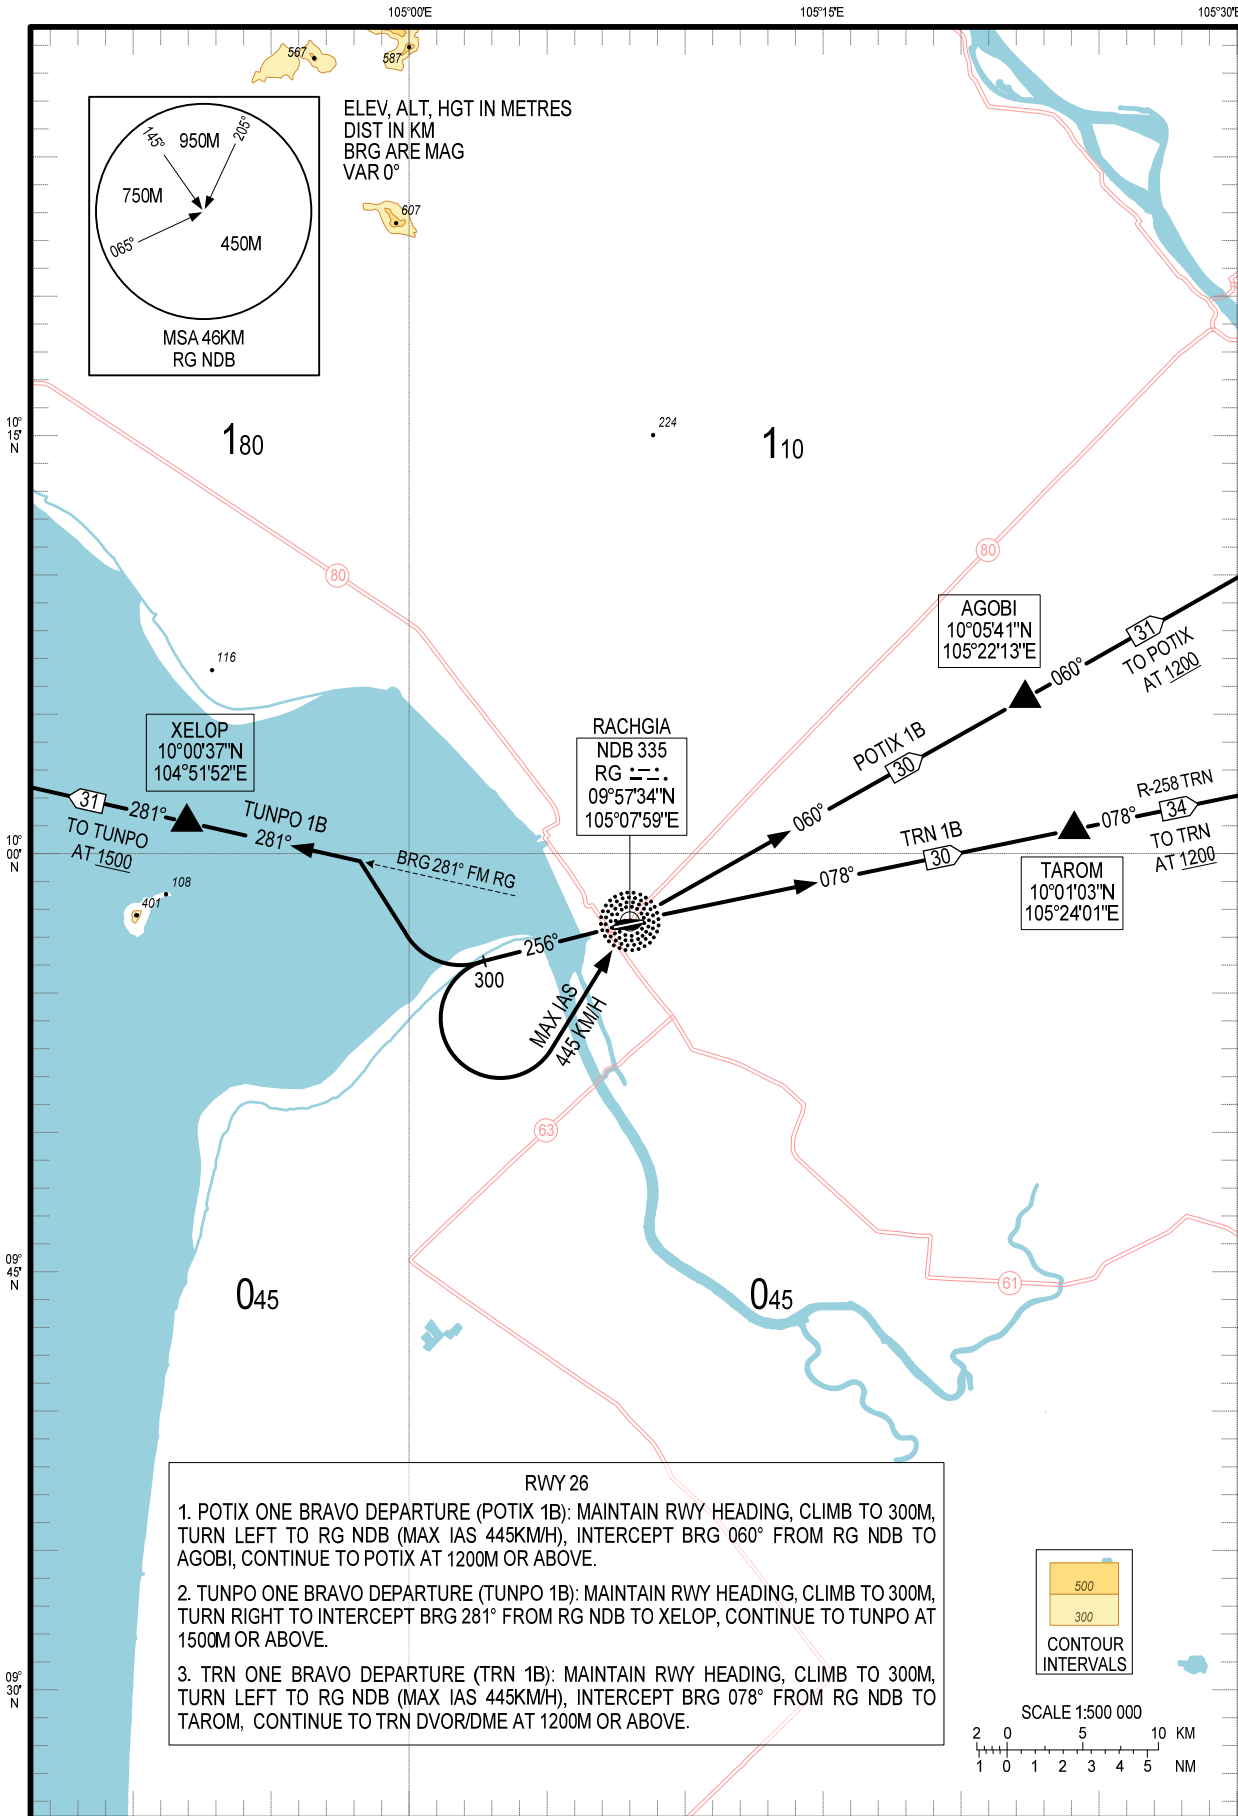 105°00'E
105°15'E
105°30'E
567
587
ELEV, ALT, HGT IN METRES
DIST IN KM
BRG ARE MAG
VAR 0°
145°
950M
205°
750M
065°
450M
MSA 46KM
RG NDB
607
10°
15'
N
180
224
110
80
80
AGOBI
10°05'41"N
105°22'13"E
31
TO POTIX
AT 1200
060°
116
XELOP
10°00'37"N
104°51'52"E
RACHGIA
NDB 335
RG
09°57'34"N
105°07'59"E
POTIX 1B
30
060°
R-258 TRN
34
078°
TO TRN
AT 1200
31
281°
TO TUNPO
AT 1500
TUNPO 1B
281°
BRG 281° FM RG
TRN 1B
30
078°
TAROM
10°01'03"N
105°24'01"E
10°
00'
N
108
401
256°
300
MAX IAS
445 KM/H
63
61
09°
45'
N
045
045
RWY 26
1. POTIX ONE BRAVO DEPARTURE (POTIX 1B): MAINTAIN RWY HEADING, CLIMB TO 300M,
TURN LEFT TO RG NDB (MAX IAS 445KM/H), INTERCEPT BRG 060° FROM RG NDB TO
AGOBI, CONTINUE TO POTIX AT 1200M OR ABOVE.
2. TUNPO ONE BRAVO DEPARTURE (TUNPO 1B): MAINTAIN RWY HEADING, CLIMB TO 300M,
TURN RIGHT TO INTERCEPT BRG 281° FROM RG NDB TO XELOP, CONTINUE TO TUNPO AT
1500M OR ABOVE.
3. TRN ONE BRAVO DEPARTURE (TRN 1B): MAINTAIN RWY HEADING, CLIMB TO 300M,
TURN LEFT TO RG NDB (MAX IAS 445KM/H), INTERCEPT BRG 078° FROM RG NDB TO
TAROM, CONTINUE TO TRN DVOR/DME AT 1200M OR ABOVE.
500
300
CONTOUR
INTERVALS
09°
30'
N
SCALE 1:500 000
2 0 5 10 KM
1 0 1 2 3 4 5 NM